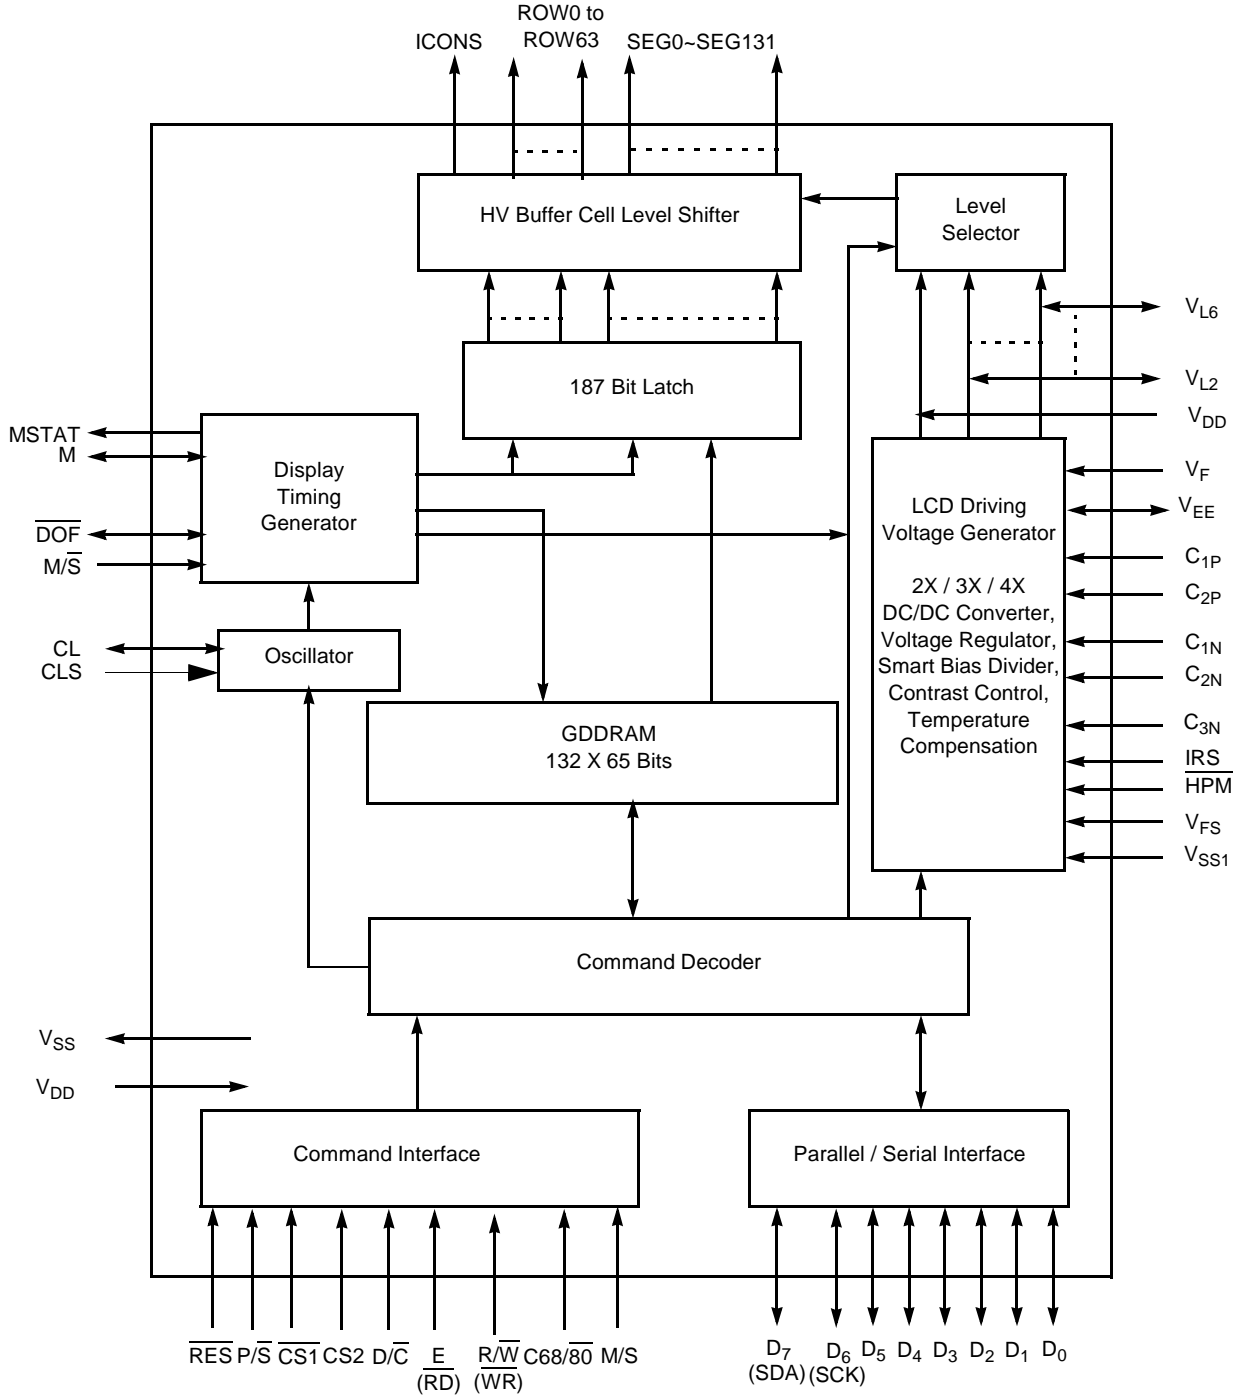 ROW0 to
ROW63
ICONS
SEG0~SEG131
HV Buffer Cell Level Shifter
Level
Selector
187 Bit Latch
VL6
VL2
VDD
MSTAT
M
DOF
M/S
CL
CLS
Display
Timing
Generator
Oscillator
GDDRAM
132 X 65 Bits
LCD Driving
Voltage Generator
2X / 3X / 4X
DC/DC Converter,
Voltage Regulator,
Smart Bias Divider,
Contrast Control,
Temperature
Compensation
VF
VEE
C1P
C2P
C1N
C2N
C3N
IRS
HPM
VFS
VSS1
Command Decoder
VSS
VDD
Command Interface
Parallel / Serial Interface
RES P/S CS1 CS2 D/C E R/W C68/80 M/S
(RD) (WR)
D7 D6 D5 D4 D3 D2 D1 D0
(SDA) (SCK)